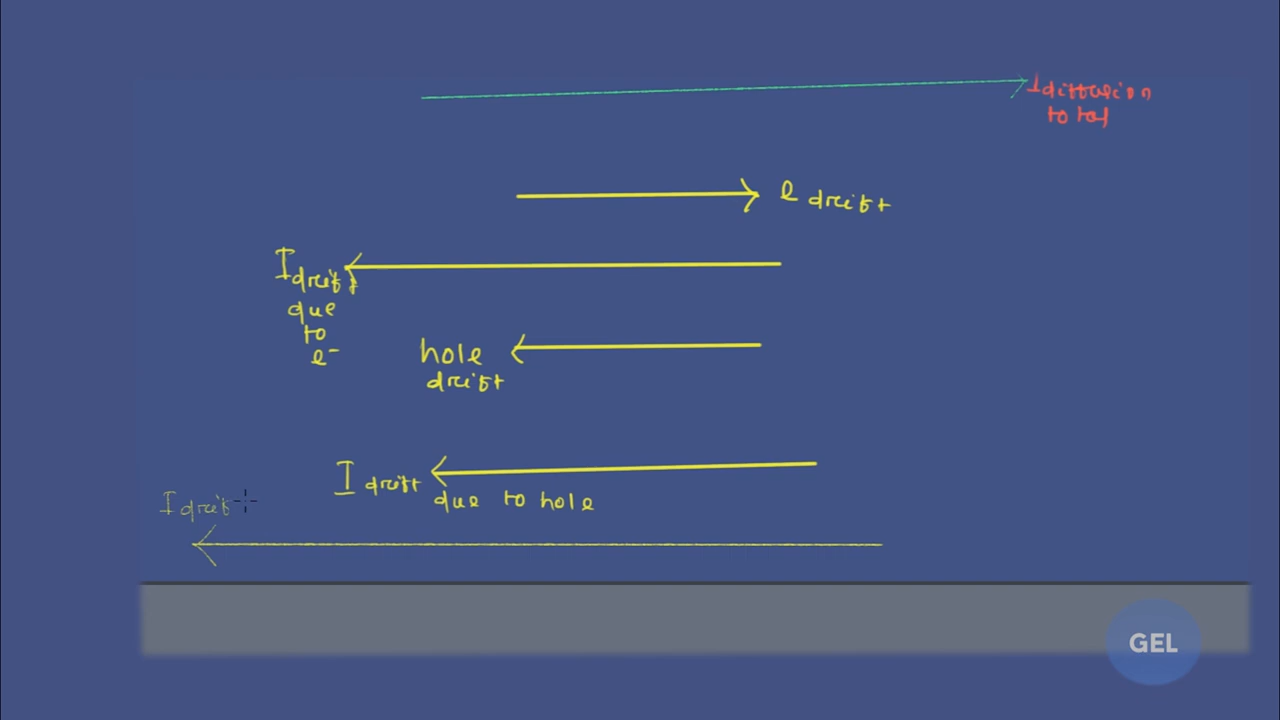 I diffusion
total
e drift
I drift
due
to
e-
hole
drift
I drift
due to hole
I drift
GEL